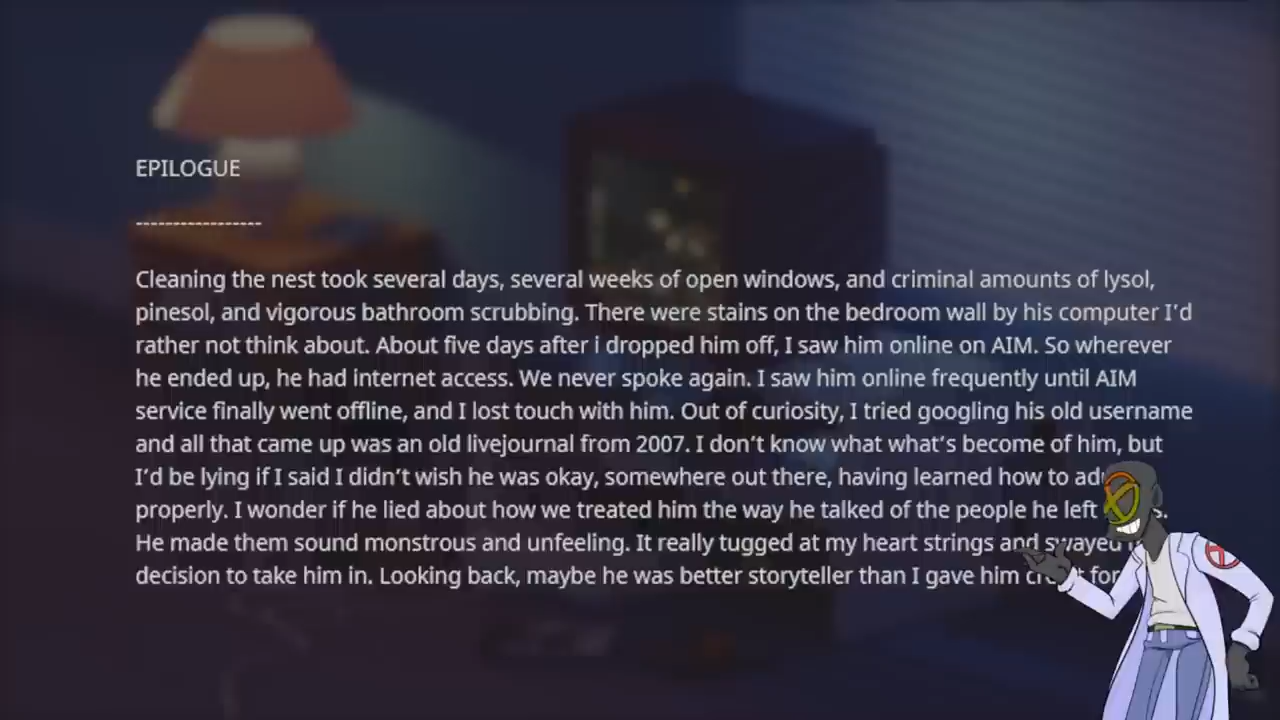 EPILOGUE
-----------------
Cleaning the nest took several days, several weeks of open windows, and criminal amounts of lysol,
pinesol, and vigorous bathroom scrubbing. There were stains on the bedroom wall by his computer I'd
rather not think about. About five days after i dropped him off, I saw him online on AIM. So wherever
he ended up, he had internet access. We never spoke again. I saw him online frequently until AIM
service finally went offline, and I lost touch with him. Out of curiosity, I tried googling his old username
and all that came up was an old livejournal from 2007. I don't know what what's become of him, but
I'd be lying if I said I didn't wish he was okay, somewhere out there, having learned how to
properly. I wonder if he lied about how we treated him the way he talked of the people he left
He made them sound monstrous and unfeeling. It really tugged at my heart strings and swayed
decision to take him in. Looking back, maybe he was better storyteller than I gave him for